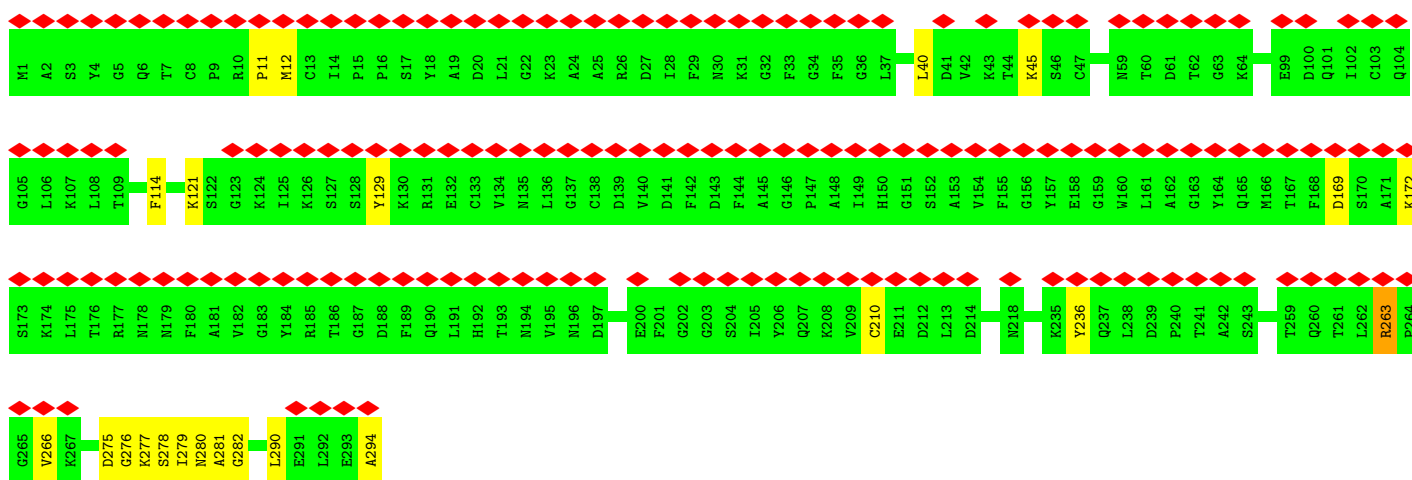 M1 A2 S3 Y4 G5 Q6 T7 C8 P9 R10 P11 M12 C13 I14 P15 P16 S17 Y18 A19 D20 L21 G22 K23 A24 A25 R26 D27 I28 F29 N30 K31 G32 F33 G34 F35 G36 L37 L40 D41 V42 K43 T44 K45 S46 C47 N59 T60 D61 T62 G63 K64 E99 D100 Q101 I102 C103 Q104
G105 L106 K107 L108 T109 F114 K121 S122 G123 K124 I125 K126 S127 S128 Y129 K130 R131 E132 C133 V134 N135 L136 G137 C138 D139 V140 D141 F142 D143 F144 A145 G146 P147 A148 I149 H150 G151 S152 A153 V154 F155 G156 Y157 E158 G159 W160 L161 A162 G163 Y164 Q165 M166 T167 F168 D169 S170 A171 K172
S173 K174 L175 T176 R177 N178 N179 F180 A181 V182 G183 Y184 R185 T186 G187 D188 F189 Q190 L191 H192 T193 N194 V195 N196 D197 E200 F201 G202 G203 S204 I205 Y206 Q207 K208 V209 C210 E211 D212 L213 D214 N218 K235 Y236 Q237 L238 D239 P240 T241 A242 S243 T259 Q260 T261 L262 R263 P264
G265 V266 K267 D275 G276 K277 S278 I279 N280 A281 G282 L290 E291 L292 E293 A294